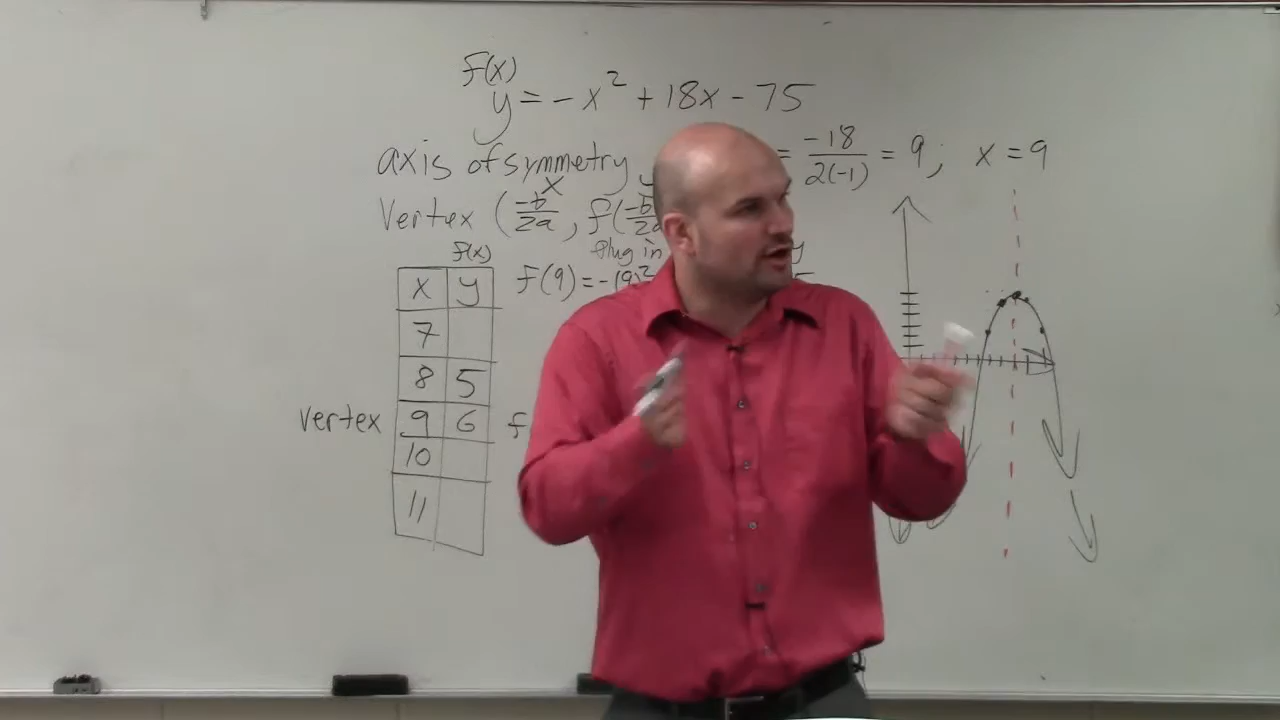 f(x)
y = -x² + 18x - 75
axis of symmetry = -18/2(-1) = 9; x = 9
x
Vertex (-b/2a, f(-b/2a
f(x) plug in y
x y f(9) = -(9)²
7
8 5
vertex 9 6 f
10
11